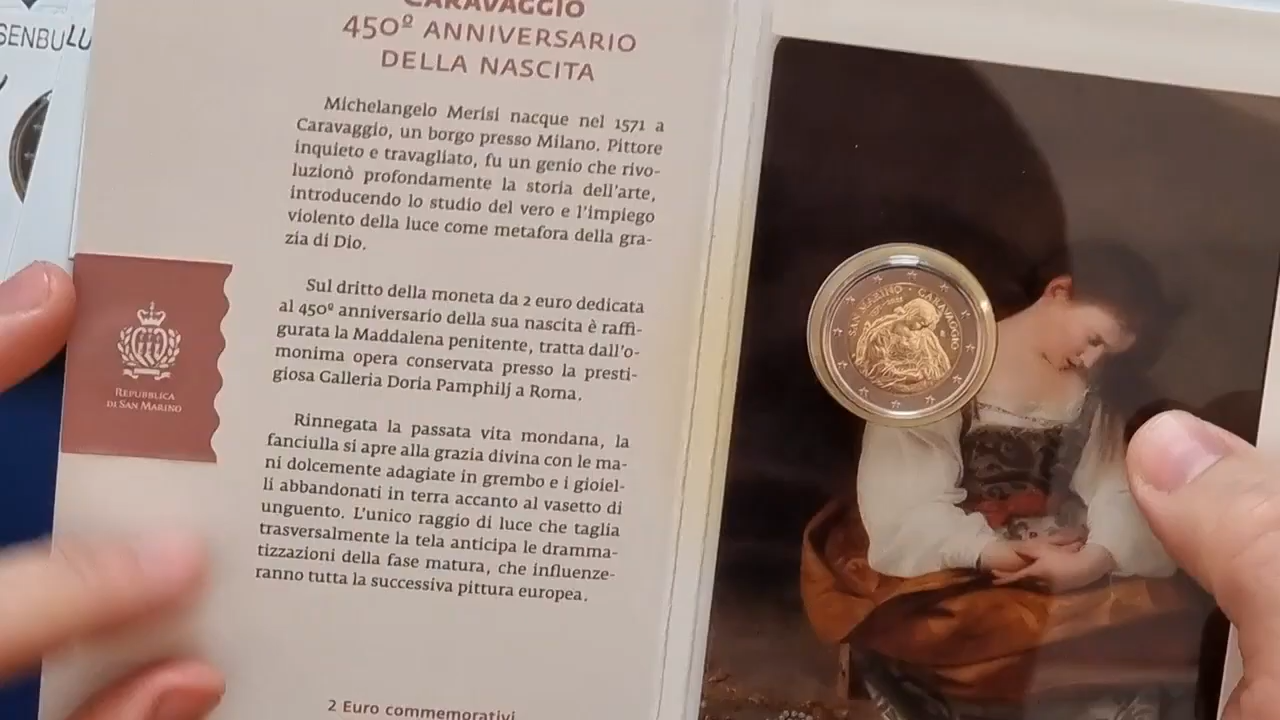 SENBULU
CARAVAGGIO
450º ANNIVERSARIO
DELLA NASCITA
Michelangelo Merisi nacque nel 1571 a
Caravaggio, un borgo presso Milano. Pittore
inquieto e travagliato, fu un genio che rivo-
luzionò profondamente la storia dell'arte,
introducendo lo studio del vero e l'impiego
violento della luce come metafora della gra-
zia di Dio.
Sul dritto della moneta da 2 euro dedicata
al 450º anniversario della sua nascita è raffi-
gurata la Maddalena penitente, tratta dall'o-
monima opera conservata presso la presti-
giosa Galleria Doria Pamphilj a Roma.
Rinnegata la passata vita mondana, la
fanciulla si apre alla grazia divina con le ma-
ni dolcemente adagiate in grembo e i gioiel-
li abbandonati in terra accanto al vasetto di
unguento. L'unico raggio di luce che taglia
trasversalmente la tela anticipa le dramma-
tizzazioni della fase matura, che influenze-
ranno tutta la successiva pittura europea.
2 Euro commemorativi
REPUBBLICA
DI SAN MARINO
SAN MARINO · CARAVAGGIO